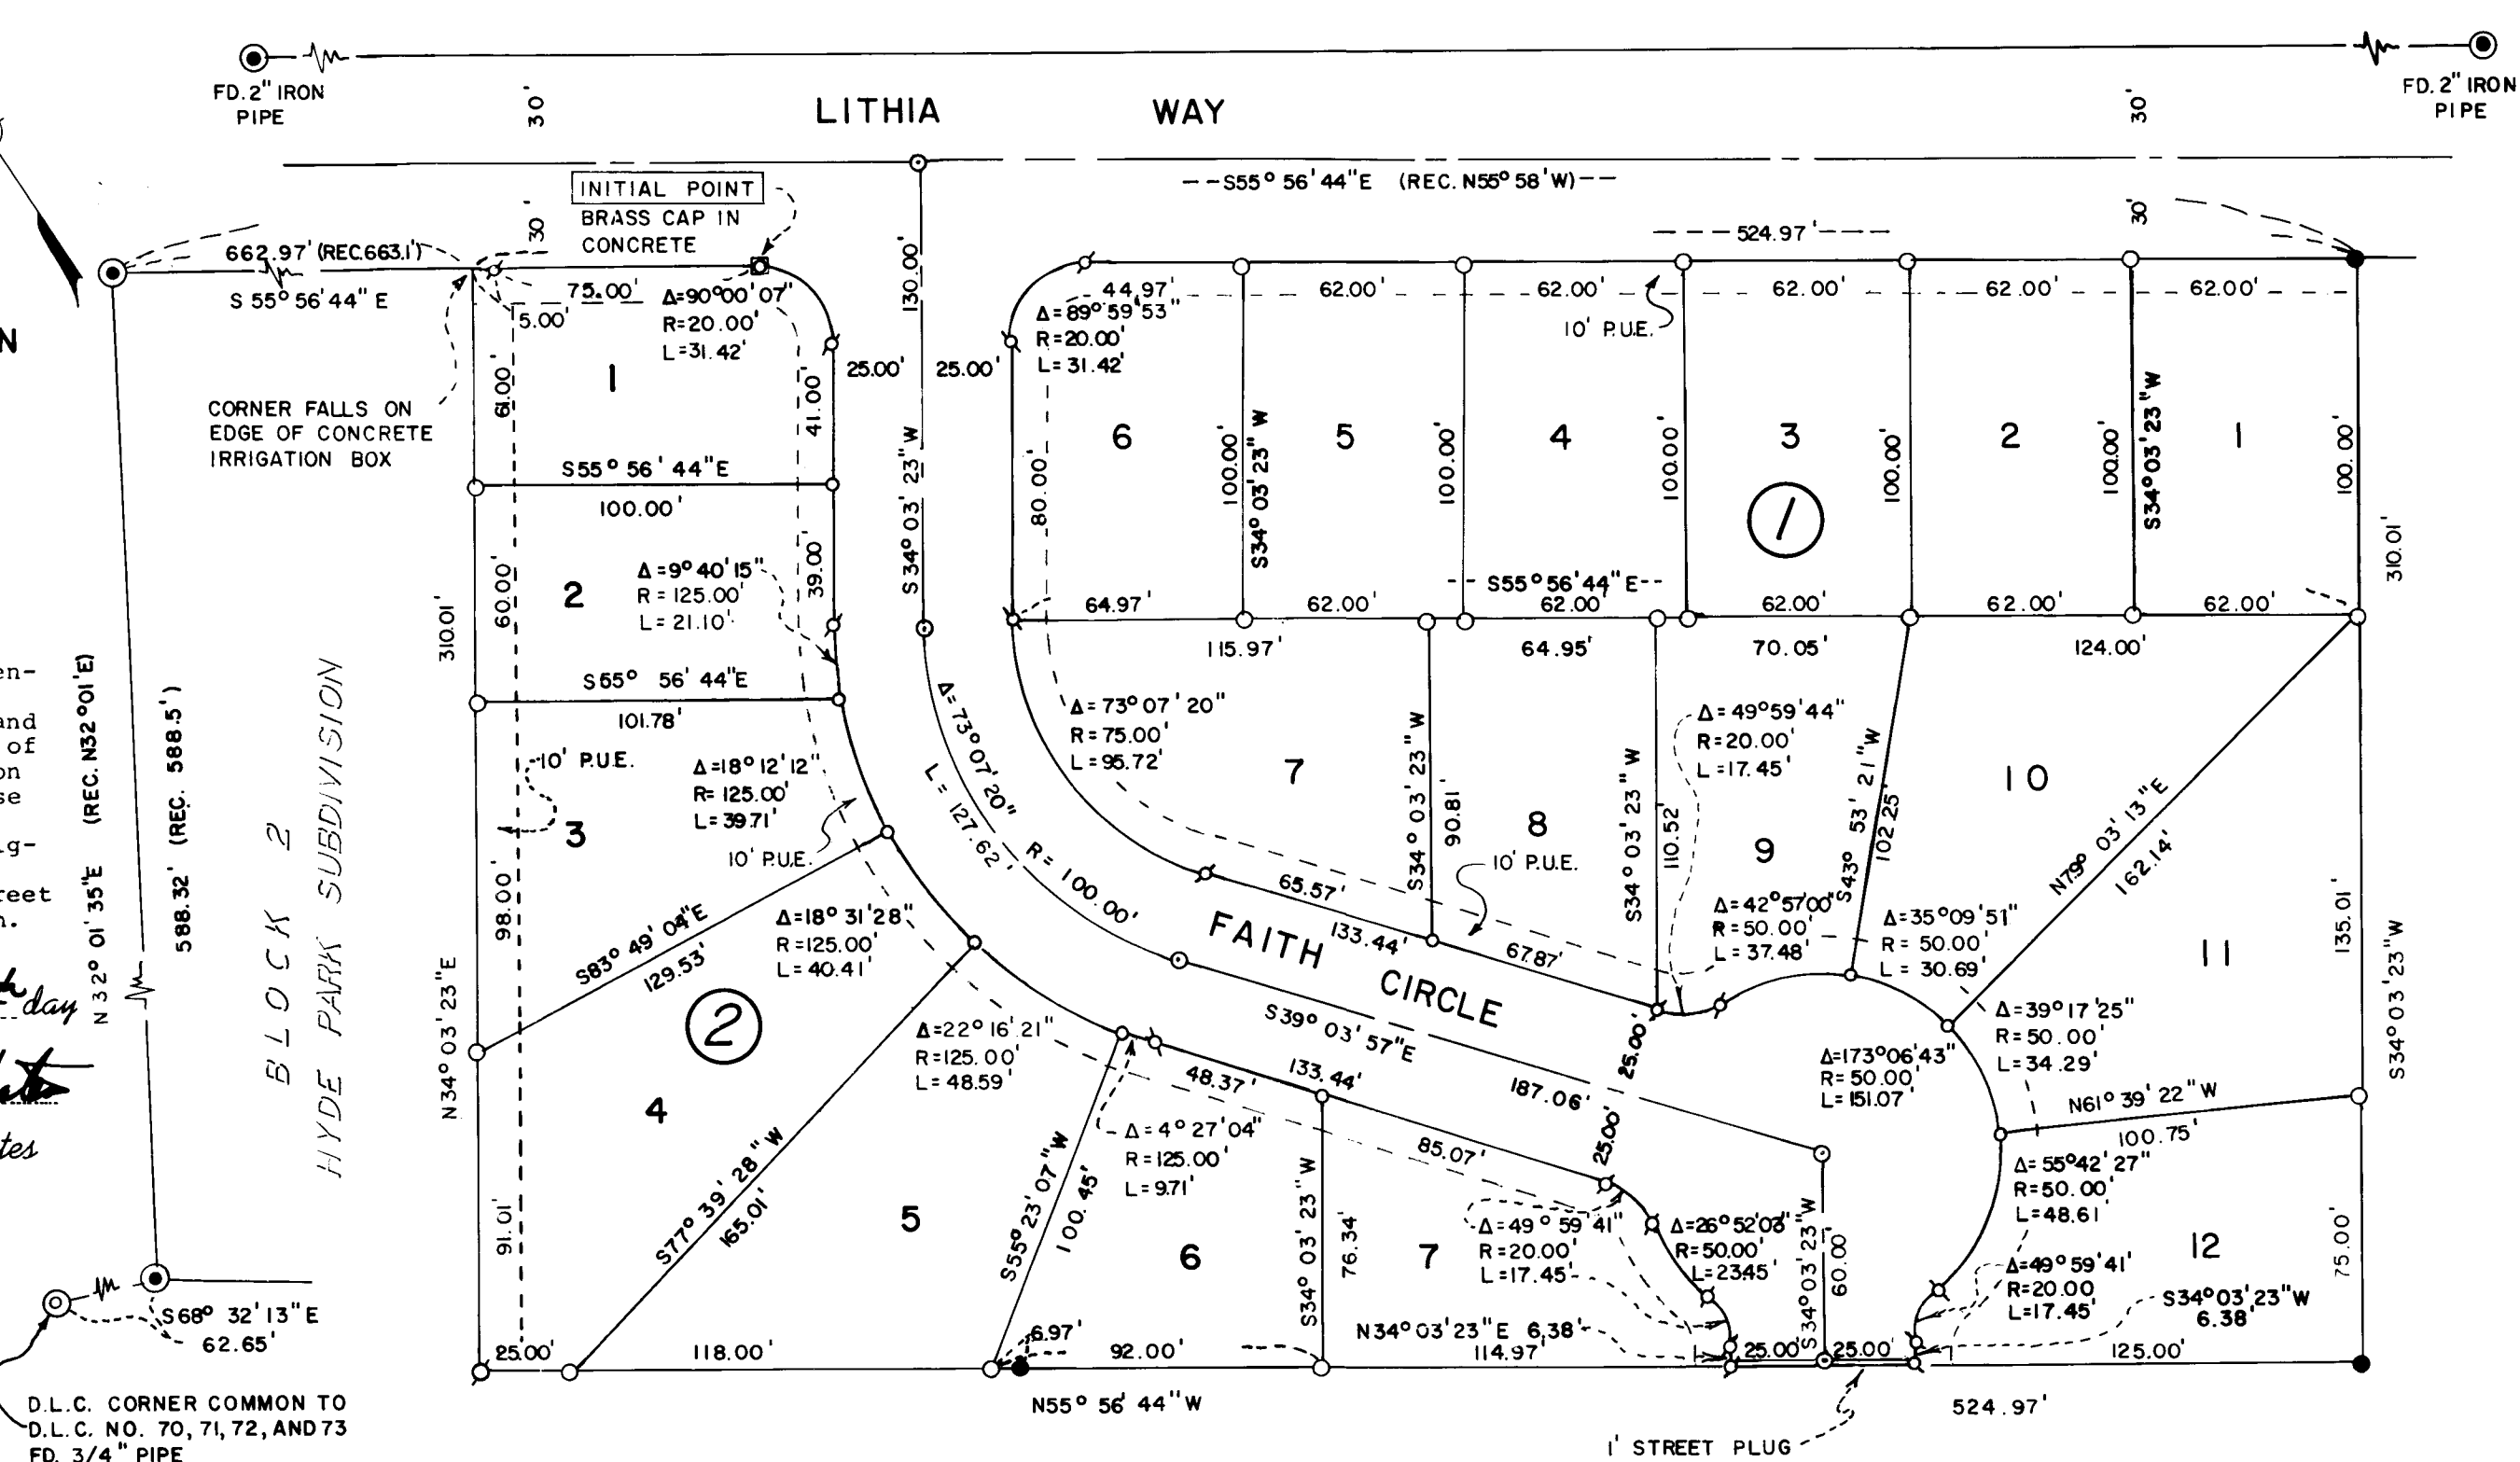 FD. 2" IRON
PIPE
30'
LITHIA WAY
30'
FD. 2" IRON
PIPE
INITIAL POINT
BRASS CAP IN
CONCRETE
--S55° 56' 44"E (REC. N55° 58' W)--
30'
30'
662.97' (REC.663.1')
S 55° 56' 44" E
---524.97'---
130.00'
75.00'
5.00'
Δ=90°00' 07"
R=20.00'
L=31.42'
44.97'
62.00'
62.00'
62.00'
62.00'
62.00'
Δ=89° 59' 53"
R=20.00'
L=31.42'
10' P.U.E.
N
CORNER FALLS ON
EDGE OF CONCRETE
IRRIGATION BOX
61.00'
1
41.00'
25.00'
25.00'
S34° 03' 23" W
6
5
4
3
2
1
80.00'
100.00'
S34° 03' 23" W
100.00'
100.00'
100.00'
100.00'
S34° 03' 23" W
100.00'
310.01'
1
S55° 56' 44"E
100.00'
60.00'
2
Δ=9° 40' 15"
R=125.00'
L=21.10'
39.00'
310.01'
--S55° 56' 44" E--
64.97'
62.00'
62.00'
62.00'
62.00'
62.00'
115.97'
64.95'
70.05'
124.00'
S55° 56' 44"E
101.78'
en-
and
of
on
se
g-
reet
n.
day
tes
N 32° 01' 35"E (REC. N32° 01' E)
588.32' (REC. 588.5')
BLOCK 2
HYDE PARK SUBDIVISION
10' P.U.E.
Δ=18° 12' 12"
R=125.00'
L=39.71'
10' P.U.E.
3
98.00'
Δ=73° 07' 20"
L=127.62'
R=100.00'
Δ=73° 07' 20"
R=75.00'
L=95.72'
7
S34° 03' 23" W
90.81'
8
10' P.U.E.
S34° 03' 23" W
110.52'
Δ=49° 59' 44"
R=20.00'
L=17.45'
9
S43° 53' 21" W
102.25'
10
N79° 03' 13" E
162.14'
135.01'
S34° 03' 23" W
11
Δ=42° 57' 00"
R=50.00'
L=37.48'
Δ=35° 09' 51"
R=50.00'
L=30.69'
65.57'
133.44'
67.87'
FAITH CIRCLE
S83° 49' 04"E
129.53'
Δ=18° 31' 28"
R=125.00'
L=40.41'
N34° 03' 23" E
2
4
91.01'
Δ=22° 16' 21"
R=125.00'
L=48.59'
S39° 03' 57"E
187.06'
25.00'
25.00'
Δ=173° 06' 43"
R=50.00'
L=151.07'
Δ=39° 17' 25"
R=50.00'
L=34.29'
N61° 39' 22" W
100.75'
48.37'
133.44'
85.07'
S77° 39' 28" W
165.01'
5
S55° 23' 07" W
100.45'
Δ=4° 27' 04"
R=125.00'
L=9.71'
6
S34° 03' 23" W
76.34'
7
Δ=49° 59' 41"
R=20.00'
L=17.45'
Δ=26° 52' 03"
R=50.00'
L=23.45'
S34° 03' 23" W
60.00'
Δ=55° 42' 27"
R=50.00'
L=48.61'
12
75.00'
Δ=49° 59' 41'
R=20.00
L=17.45'
S34° 03' 23" W
6.38'
S68° 32' 13" E
62.65'
25.00'
118.00'
6.97'
92.00'
N34° 03' 23" E 6.38'
114.97'
25.00'
25.00'
125.00'
N55° 56' 44" W
524.97'
1' STREET PLUG
D.L.C. CORNER COMMON TO
D.L.C. NO. 70, 71, 72, AND 73
FD. 3/4" PIPE